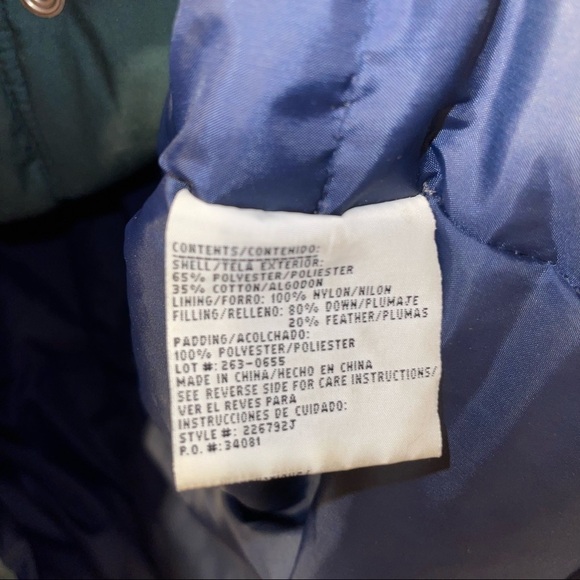 CONTENTS/CONTENIDO:
SHELL/TELA EXTERIOR:
65% POLYESTER/POLIESTER
35% COTTON/ALGODON
LINING/FORRO: 100% NYLON/NILON
FILLING/RELLENO: 80% DOWN/PLUMAJE
20% FEATHER/PLUMAS
PADDING/ACOLCHADO:
100% POLYESTER/POLIESTER
LOT #: 263-0655
MADE IN CHINA/HECHO EN CHINA
SEE REVERSE SIDE FOR CARE INSTRUCTIONS/
VER EL REVES PARA
INSTRUCCIONES DE CUIDADO:
STYLE #: 226792J
P.O. #:34081